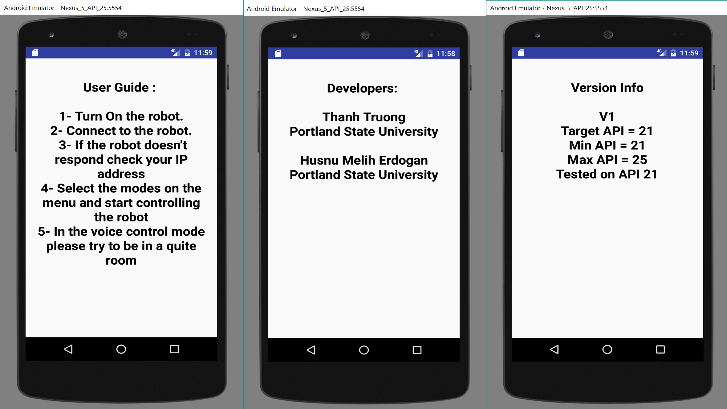 Android Emulator - Nexus_5_API_25:5554
11:59
User Guide :
1- Turn On the robot.
2- Connect to the robot.
3- If the robot doesn't
respond check your IP
address
4- Select the modes on the
menu and start controlling
the robot
5- In the voice control mode
please try to be in a quite
room
Android Emulator - Nexus_5_API_25:5554
11:58
Developers:
Thanh Truong
Portland State University
Husnu Melih Erdogan
Portland State University
Android Emulator - Nexus_5_API_25:5554
11:59
Version Info
V1
Target API = 21
Min API = 21
Max API = 25
Tested on API 21